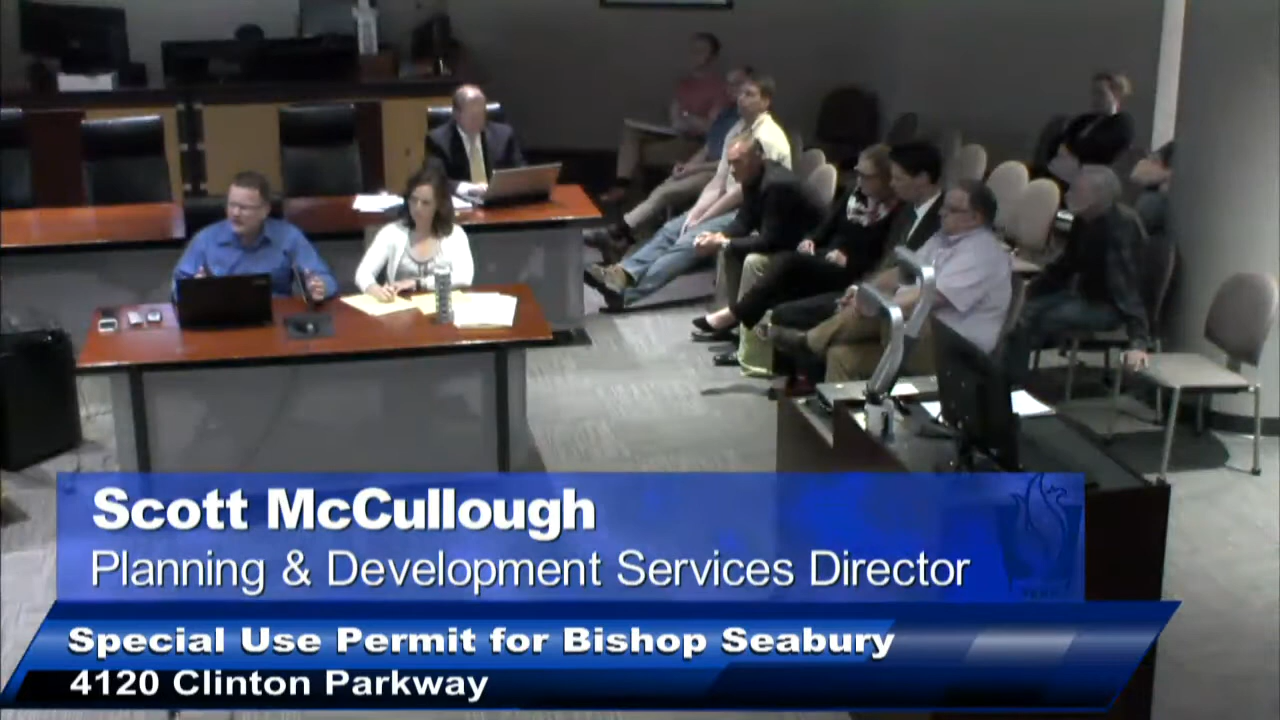 Scott McCullough
Planning & Development Services Director
Special Use Permit for Bishop Seabury
4120 Clinton Parkway